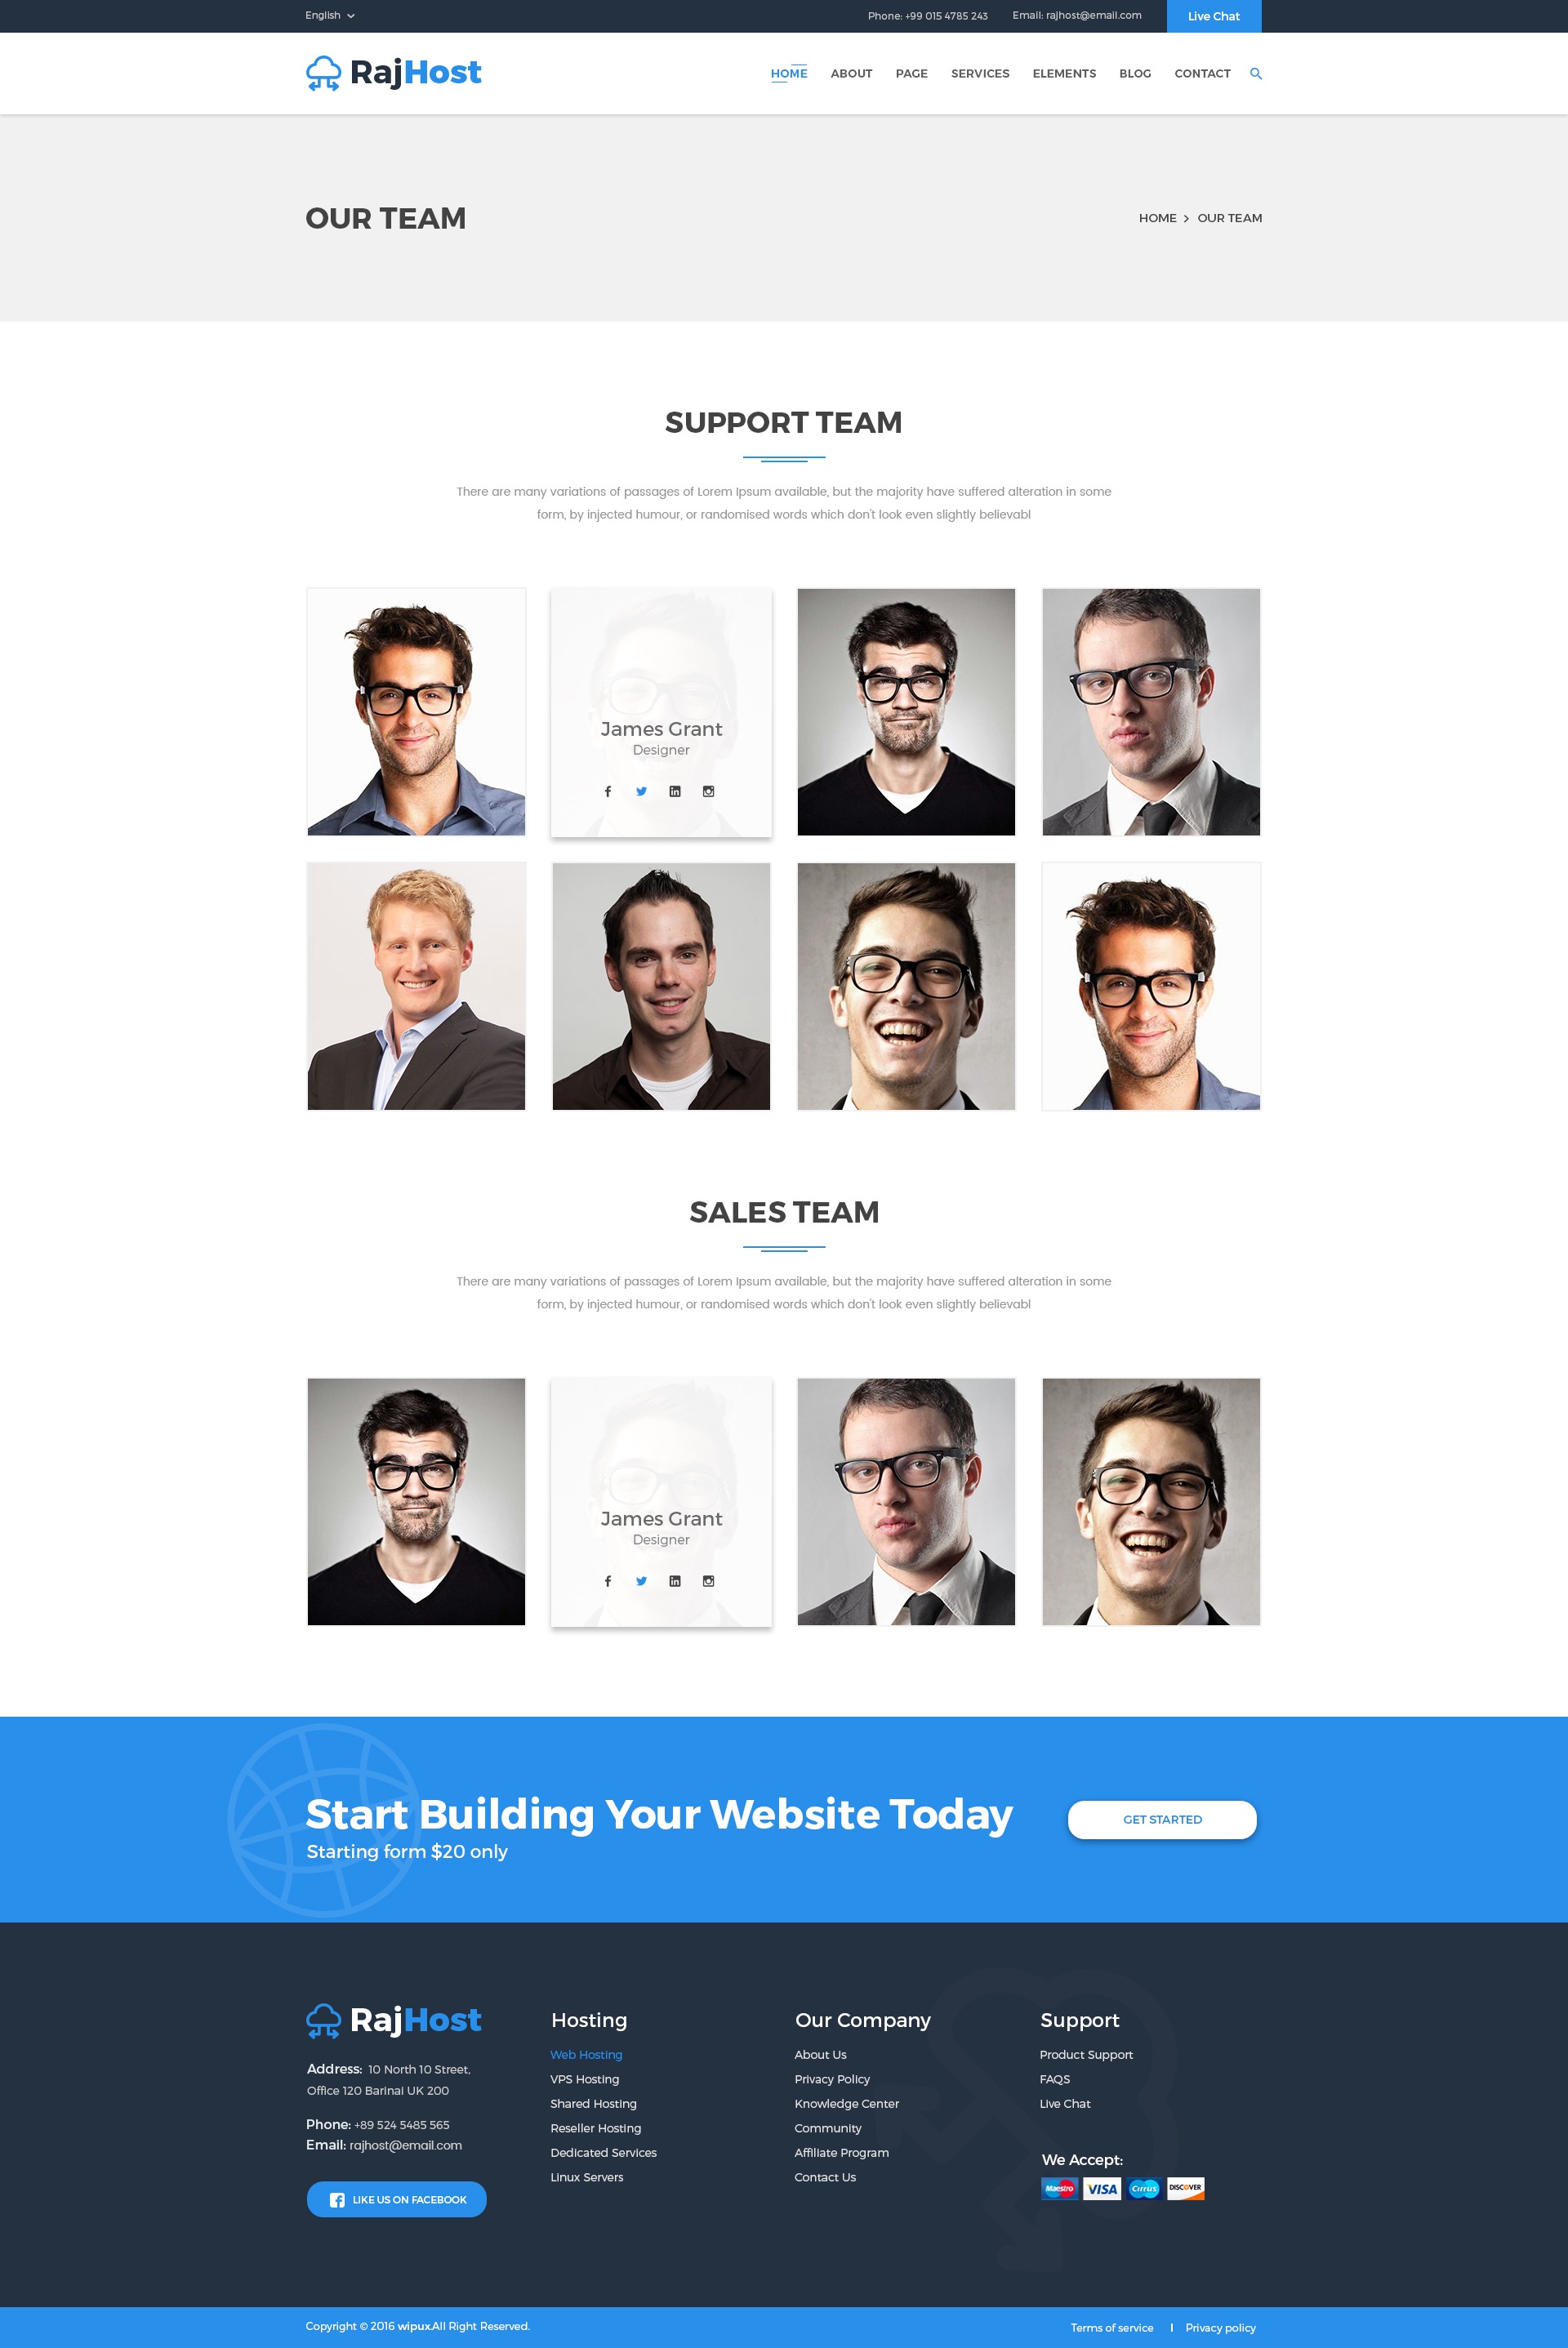 English
Phone: +99 015 4785 243
Email: rajhost@email.com
Live Chat
RajHost
HOME
ABOUT
PAGE
SERVICES
ELEMENTS
BLOG
CONTACT
OUR TEAM
HOME > OUR TEAM
SUPPORT TEAM
There are many variations of passages of Lorem Ipsum available, but the majority have suffered alteration in some
form, by injected humour, or randomised words which don't look even slightly believabl
James Grant
Designer
SALES TEAM
There are many variations of passages of Lorem Ipsum available, but the majority have suffered alteration in some
form, by injected humour, or randomised words which don't look even slightly believabl
James Grant
Designer
Start Building Your Website Today
Starting form $20 only
GET STARTED
RajHost
Address: 10 North 10 Street,
Office 120 Barinai UK 200
Phone: +89 524 5485 565
Email: rajhost@email.com
LIKE US ON FACEBOOK
Hosting
Web Hosting
VPS Hosting
Shared Hosting
Reseller Hosting
Dedicated Services
Linux Servers
Our Company
About Us
Privacy Policy
Knowledge Center
Community
Affiliate Program
Contact Us
Support
Product Support
FAQS
Live Chat
We Accept:
Maestro
VISA
Cirrus
DISCOVER
Copyright © 2016 wipux.All Right Reserved.
Terms of service | Privacy policy